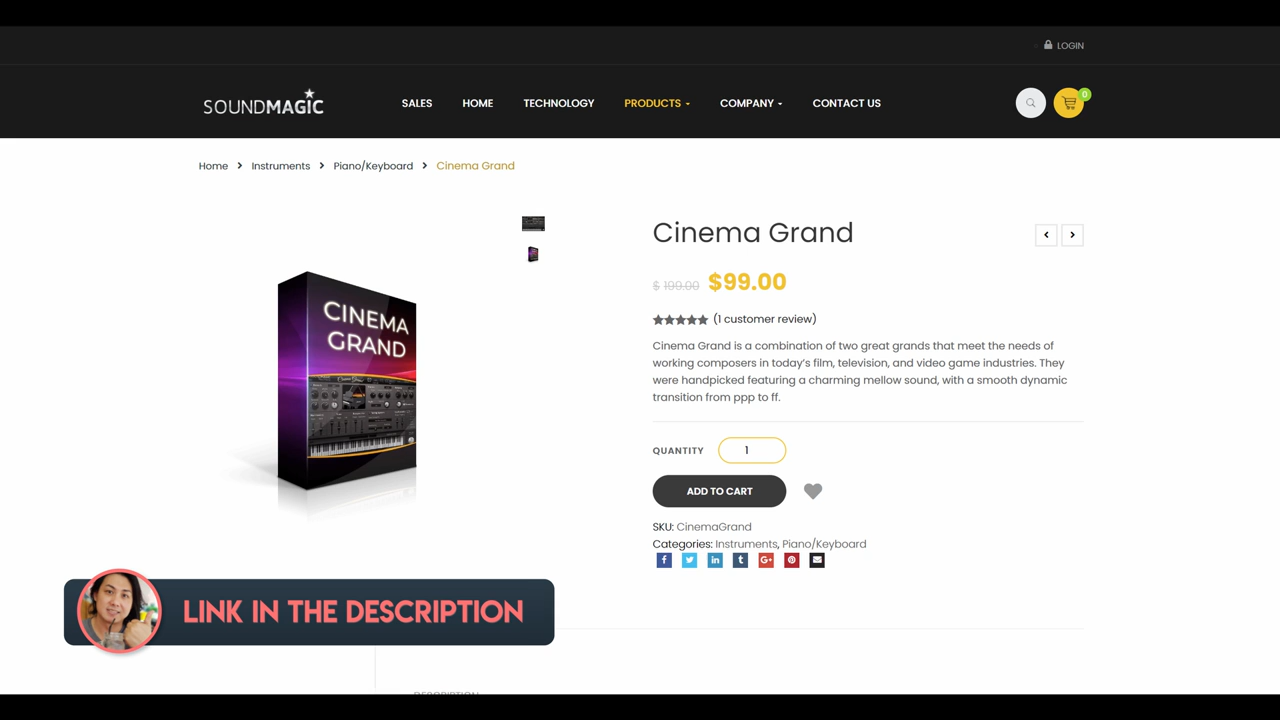 LOGIN
SOUNDMAGIC
SALES
HOME
TECHNOLOGY
PRODUCTS
COMPANY
CONTACT US
0
Home
Instruments
Piano/Keyboard
Cinema Grand
CINEMA
GRAND
Cinema Grand
$ 199.00 $99.00
(1 customer review)
Cinema Grand is a combination of two great grands that meet the needs of
working composers in today's film, television, and video game industries. They
were handpicked featuring a charming mellow sound, with a smooth dynamic
transition from ppp to ff.
QUANTITY 1
ADD TO CART
SKU: CinemaGrand
Categories: Instruments, Piano/Keyboard
LINK IN THE DESCRIPTION
DESCRIPTION